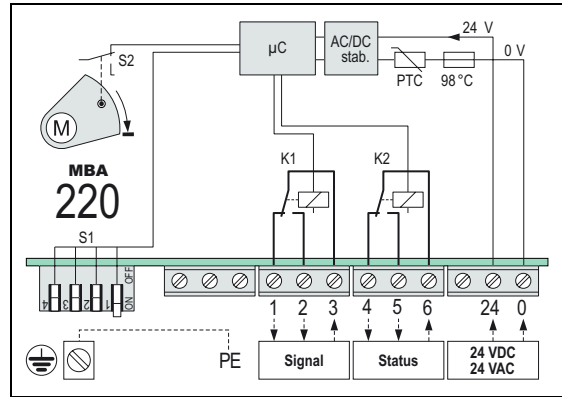 24 V
S2
µC
AC/DC
stab.
0 V
PTC
98°C
M
MBA
220
K1
K2
S1
4 3 2 1
OFF
ON
1 2 3 4 5 6 24 0
PE
Signal
Status
24 VDC
24 VAC